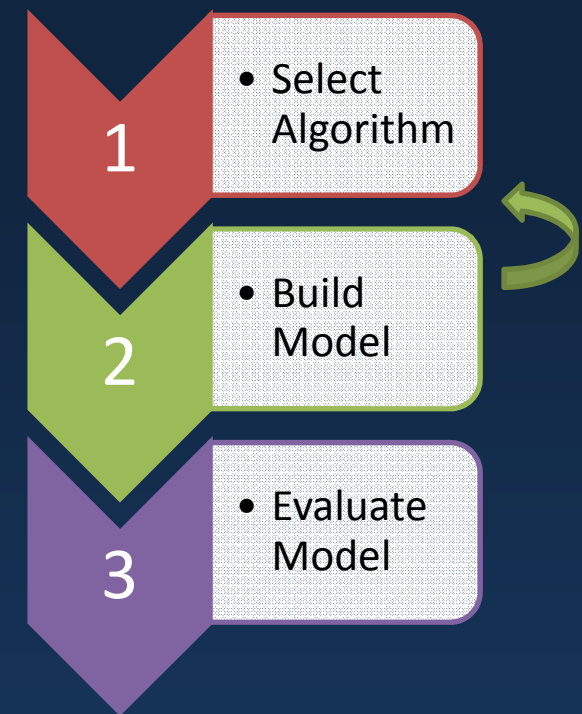 1
• Select
Algorithm
2
• Build
Model
3
• Evaluate
Model